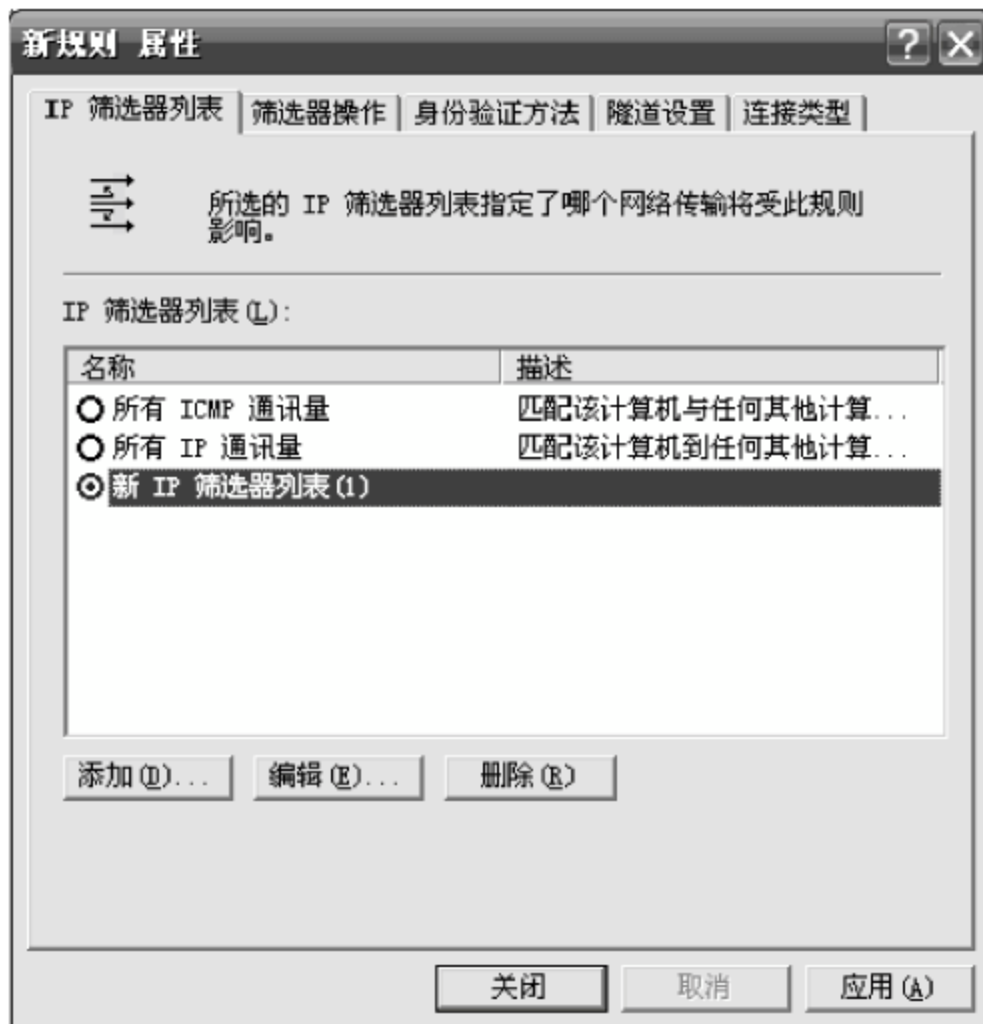 新规则 属性
IP 筛选器列表 筛选器操作 身份验证方法 隧道设置 连接类型
所选的 IP 筛选器列表指定了哪个网络传输将受此规则
影响。
IP 筛选器列表(L):
名称 描述
所有 ICMP 通讯量 匹配该计算机与任何其他计算...
所有 IP 通讯量 匹配该计算机到任何其他计算...
新 IP 筛选器列表(1)
添加(D)... 编辑(E)... 删除(R)
关闭 取消 应用(A)